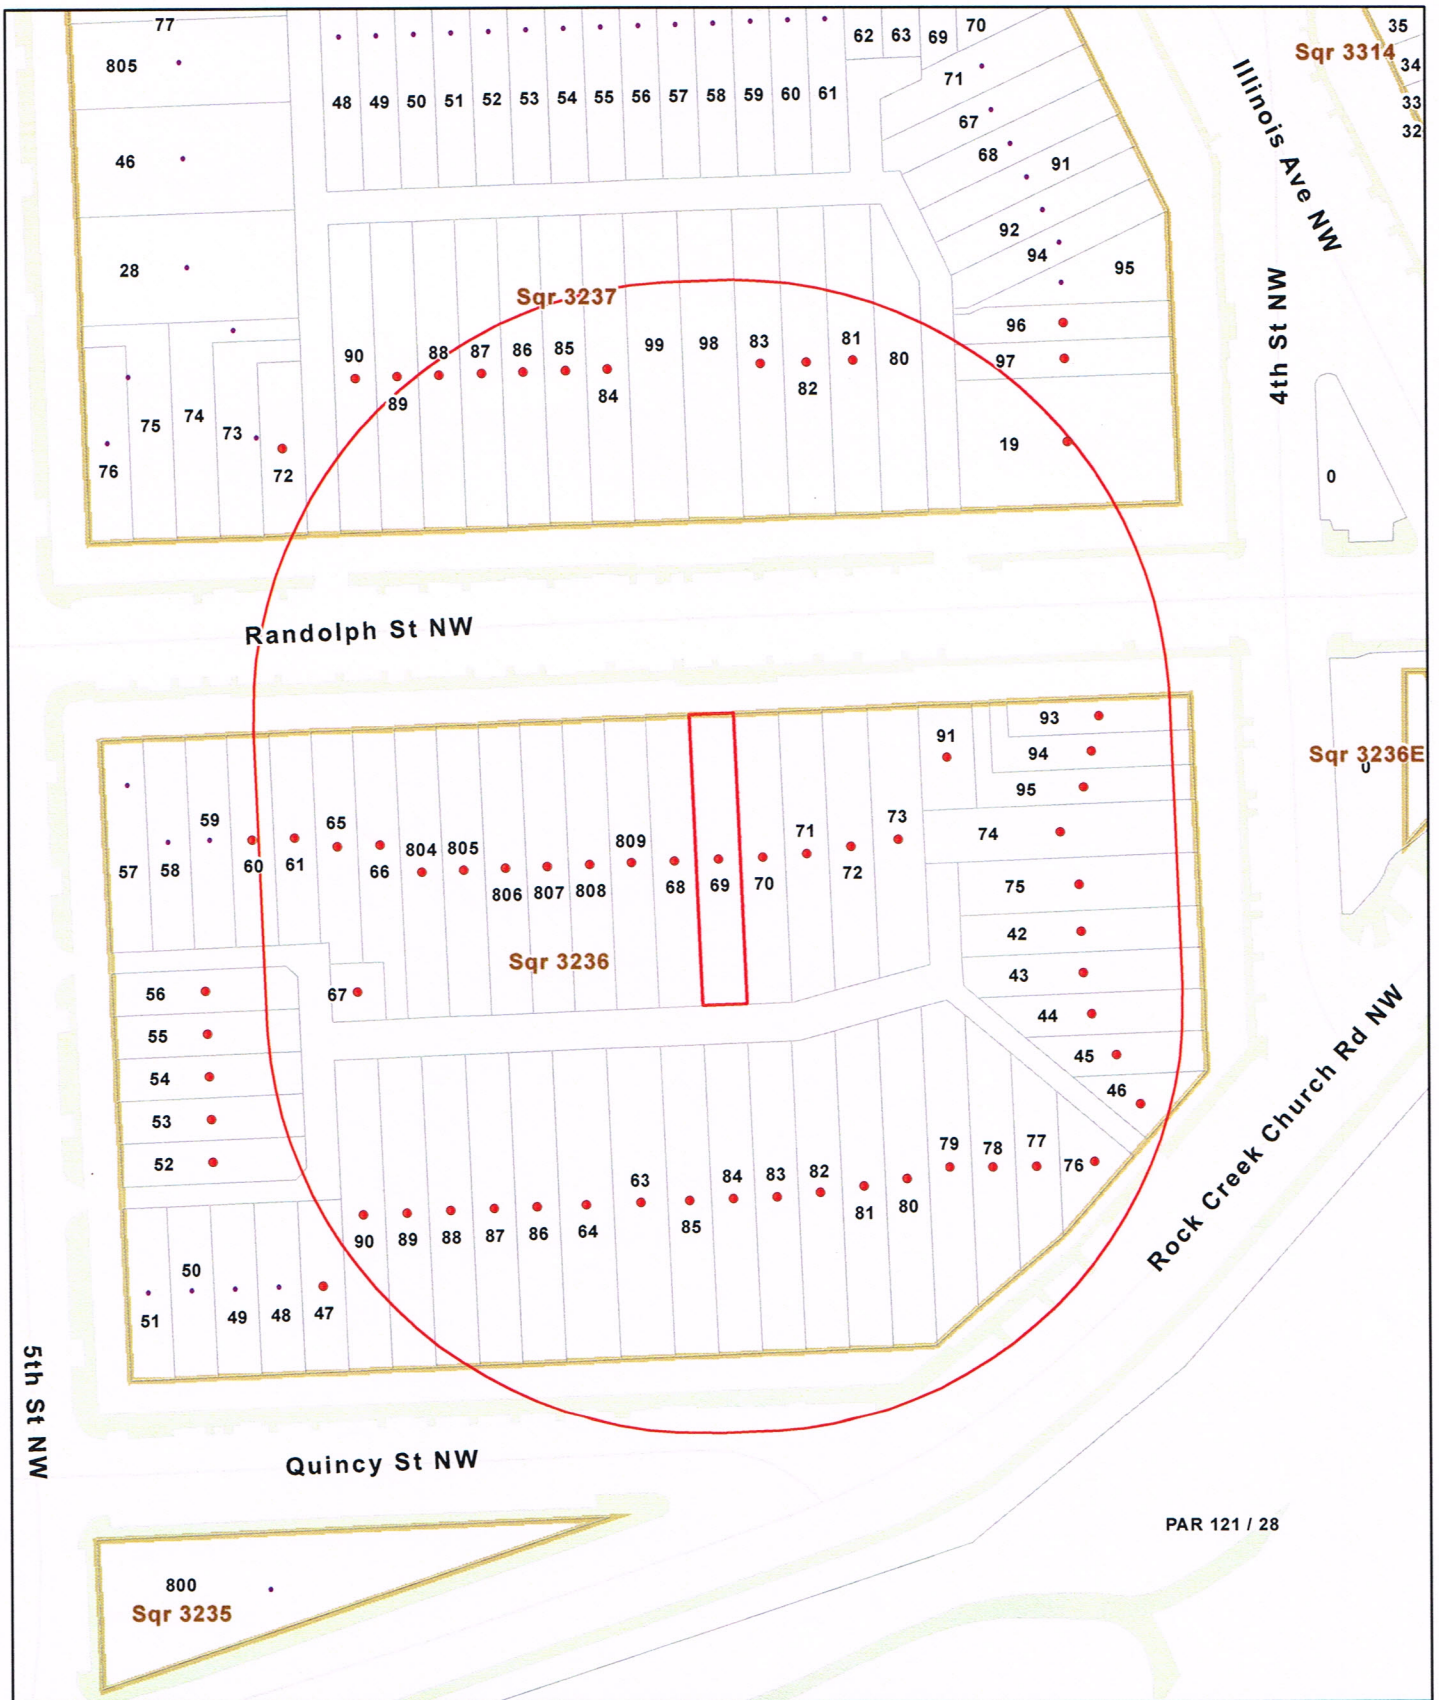 77
805
46
28
48 49 50 51 52 53 54 55 56 57 58 59 60 61
62 63 69 70
71
67
68
91
92
94
95
96
97
19
Sqr 3314
35
34
33
32
Illinois Ave NW
4th St NW
Sqr 3237
90 89 88 87 86 85 84 99 98 83 82 81 80
76 75 74 73 72
0
Randolph St NW
57 58 59 60 61 65 66 804 805 806 807 808 809 68 69 70 71 72 73
91
93
94
95
74
75
42
43
44
45
46
Sqr 3236E
0
Sqr 3236
67
56
55
54
53
52
90 89 88 87 86 64 63 85 84 83 82 81 80 79 78 77 76
51 50 49 48 47
Rock Creek Church Rd NW
5th St NW
Quincy St NW
PAR 121 / 28
800
Sqr 3235